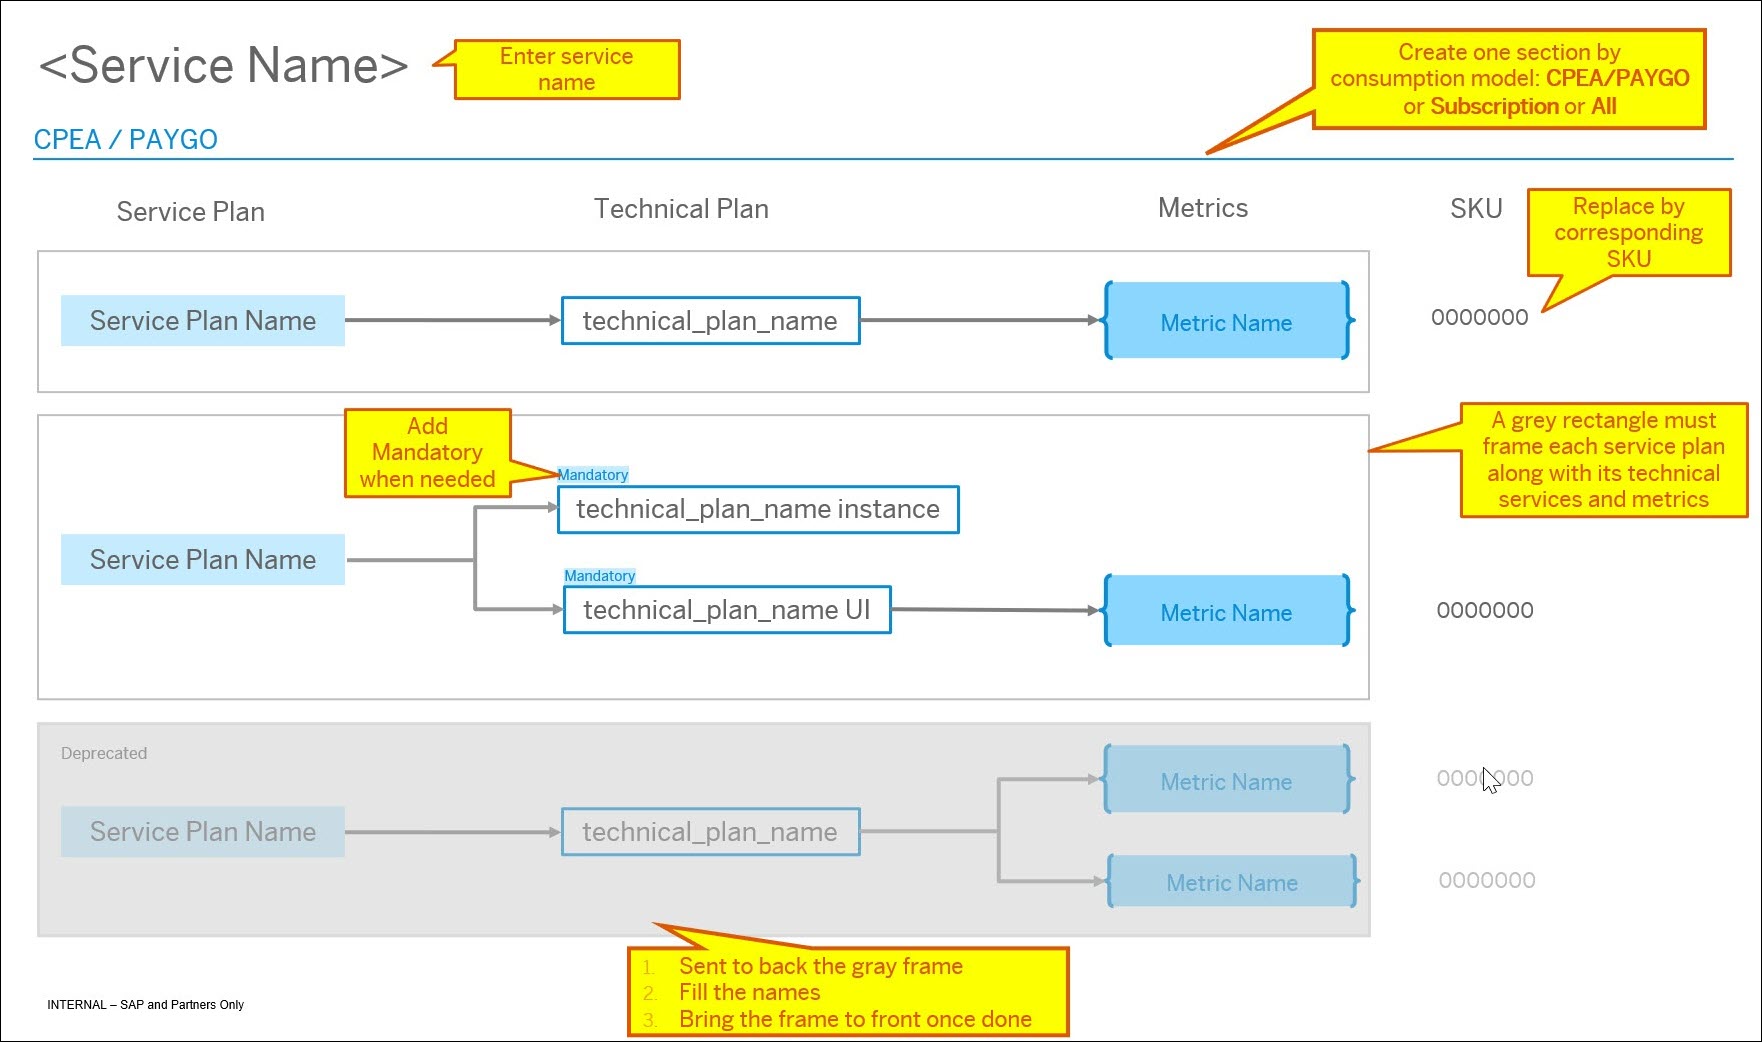 <Service Name>
Enter service
name
Create one section by
consumption model: CPEA/PAYGO
or Subscription or All
CPEA / PAYGO
Service Plan
Technical Plan
Metrics
SKU
Replace by
corresponding
SKU
Service Plan Name
technical_plan_name
Metric Name
0000000
Add
Mandatory
when needed
A grey rectangle must
frame each service plan
along with its technical
services and metrics
Mandatory
technical_plan_name instance
Service Plan Name
Mandatory
technical_plan_name UI
Metric Name
0000000
Deprecated
Service Plan Name
technical_plan_name
Metric Name
0000000
Metric Name
0000000
1. Sent to back the gray frame
2. Fill the names
3. Bring the frame to front once done
INTERNAL – SAP and Partners Only